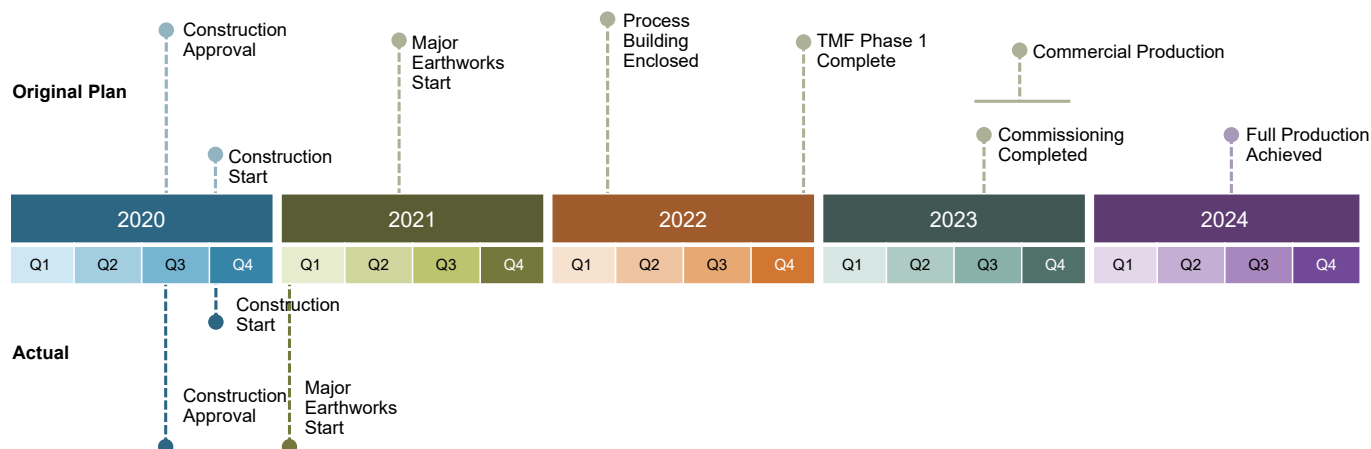 Construction
Approval
Major
Earthworks
Start
Process
Building
Enclosed
TMF Phase 1
Complete
Commercial Production
Original Plan
Construction
Start
Commissioning
Completed
Full Production
Achieved
2020 2021 2022 2023 2024
Q1 Q2 Q3 Q4 Q1 Q2 Q3 Q4 Q1 Q2 Q3 Q4 Q1 Q2 Q3 Q4 Q1 Q2 Q3 Q4
Construction
Start
Actual
Construction
Approval
Major
Earthworks
Start